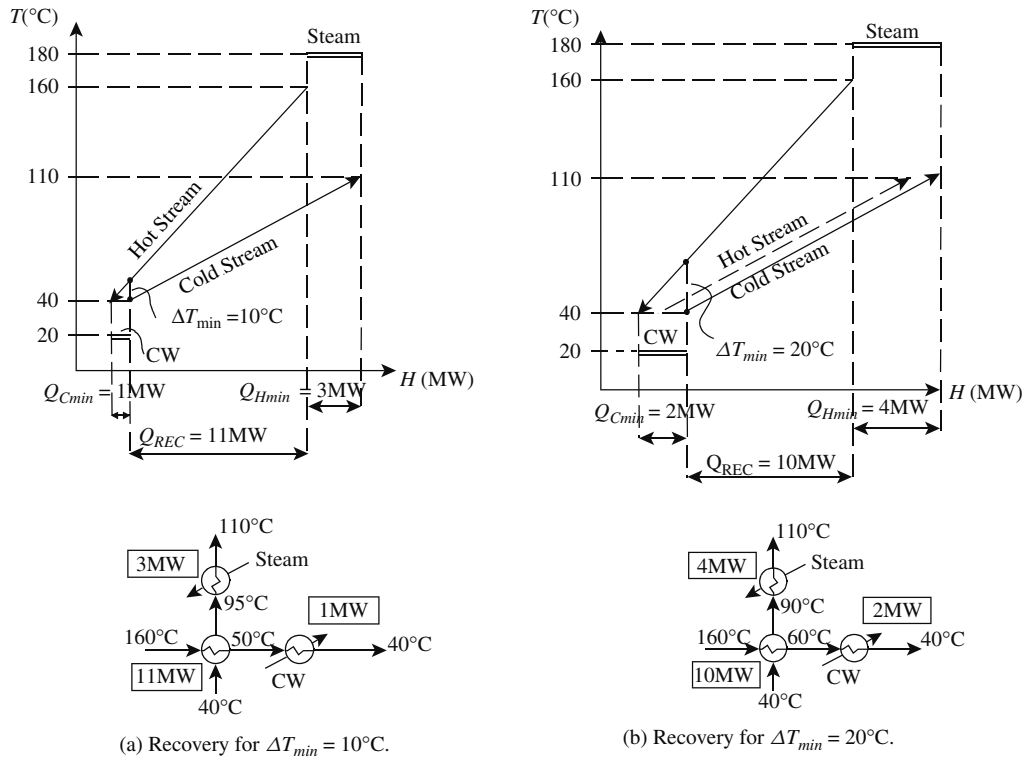 T(°C)
Steam
180
160
110
Hot Stream
Cold Stream
40
ΔTmin =10°C
20
CW
H (MW)
QCmin = 1MW
QHmin = 3MW
QREC = 11MW
110°C
3MW
Steam
95°C
1MW
160°C
50°C
40°C
11MW
CW
40°C
(a) Recovery for ΔTmin = 10°C.
T(°C)
Steam
180
160
110
Hot Stream
Cold Stream
40
CW
ΔTmin = 20°C
20
H (MW)
QCmin = 2MW
QHmin = 4MW
QREC = 10MW
110°C
4MW
Steam
90°C
2MW
160°C
60°C
40°C
10MW
CW
40°C
(b) Recovery for ΔTmin = 20°C.